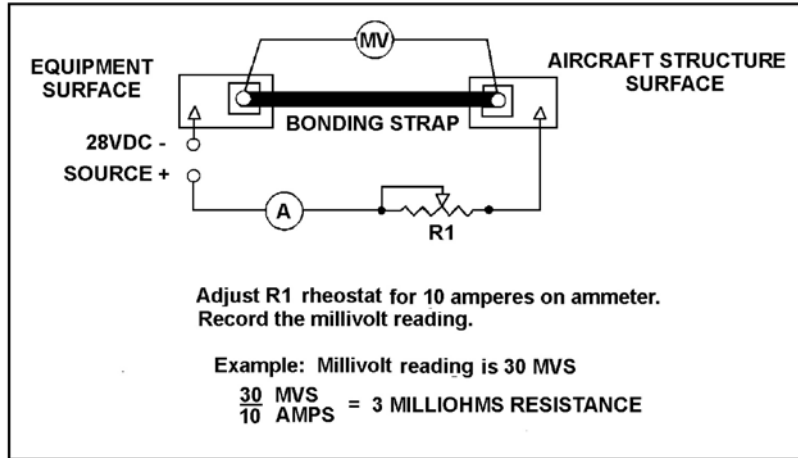 MV
EQUIPMENT
SURFACE
AIRCRAFT STRUCTURE
SURFACE
BONDING STRAP
28VDC -
SOURCE +
A
R1
Adjust R1 rheostat for 10 amperes on ammeter.
Record the millivolt reading.
Example: Millivolt reading is 30 MVS
30 MVS
10 AMPS = 3 MILLIOHMS RESISTANCE